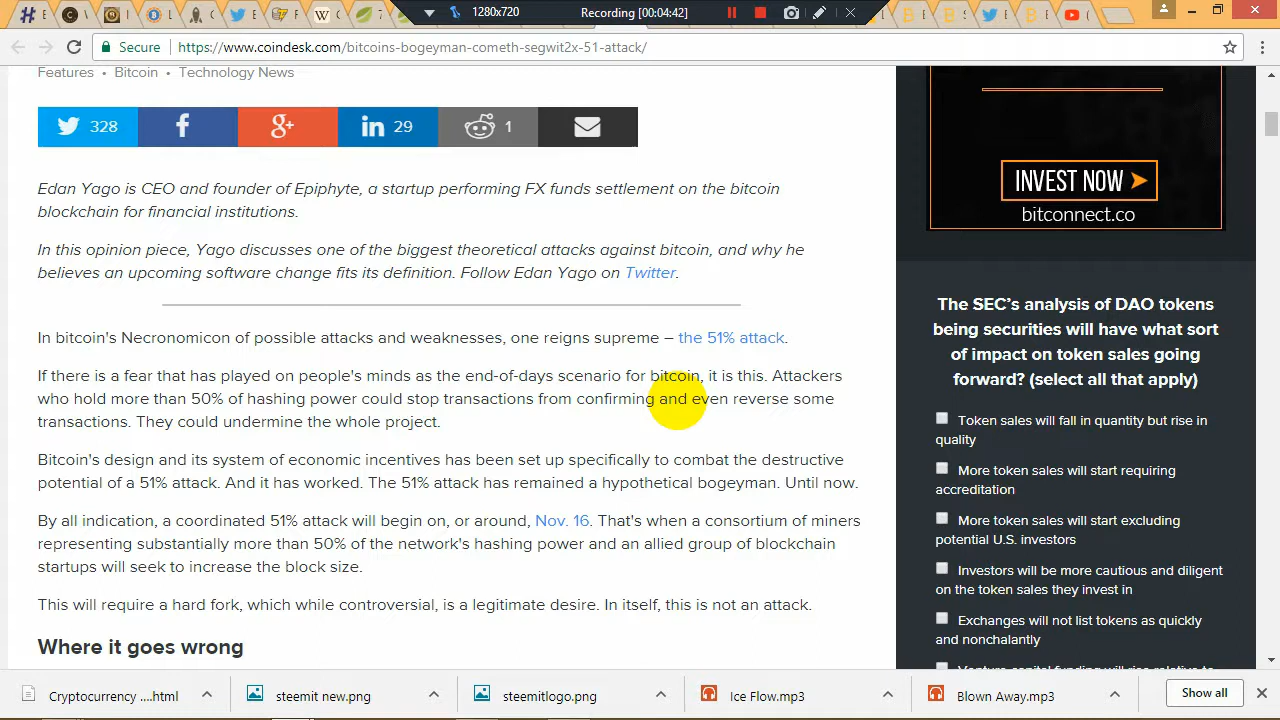 1280x720
Recording [00:04:42]
Secure
https://www.coindesk.com/bitcoins-bogeyman-cometh-segwit2x-51-attack/
Features • Bitcoin • Technology News
328
29
1
Edan Yago is CEO and founder of Epiphyte, a startup performing FX funds settlement on the bitcoin
blockchain for financial institutions.
In this opinion piece, Yago discusses one of the biggest theoretical attacks against bitcoin, and why he
believes an upcoming software change fits its definition. Follow Edan Yago on Twitter.
In bitcoin's Necronomicon of possible attacks and weaknesses, one reigns supreme – the 51% attack.
If there is a fear that has played on people's minds as the end-of-days scenario for bitcoin, it is this. Attackers
who hold more than 50% of hashing power could stop transactions from confirming and even reverse some
transactions. They could undermine the whole project.
Bitcoin's design and its system of economic incentives has been set up specifically to combat the destructive
potential of a 51% attack. And it has worked. The 51% attack has remained a hypothetical bogeyman. Until now.
By all indication, a coordinated 51% attack will begin on, or around, Nov. 16. That's when a consortium of miners
representing substantially more than 50% of the network's hashing power and an allied group of blockchain
startups will seek to increase the block size.
This will require a hard fork, which while controversial, is a legitimate desire. In itself, this is not an attack.
Where it goes wrong
INVEST NOW
bitconnect.co
The SEC's analysis of DAO tokens
being securities will have what sort
of impact on token sales going
forward? (select all that apply)
Token sales will fall in quantity but rise in
quality
More token sales will start requiring
accreditation
More token sales will start excluding
potential U.S. investors
Investors will be more cautious and diligent
on the token sales they invest in
Exchanges will not list tokens as quickly
and nonchalantly
Cryptocurrency ....html
steemit new.png
steemitlogo.png
Ice Flow.mp3
Blown Away.mp3
Show all